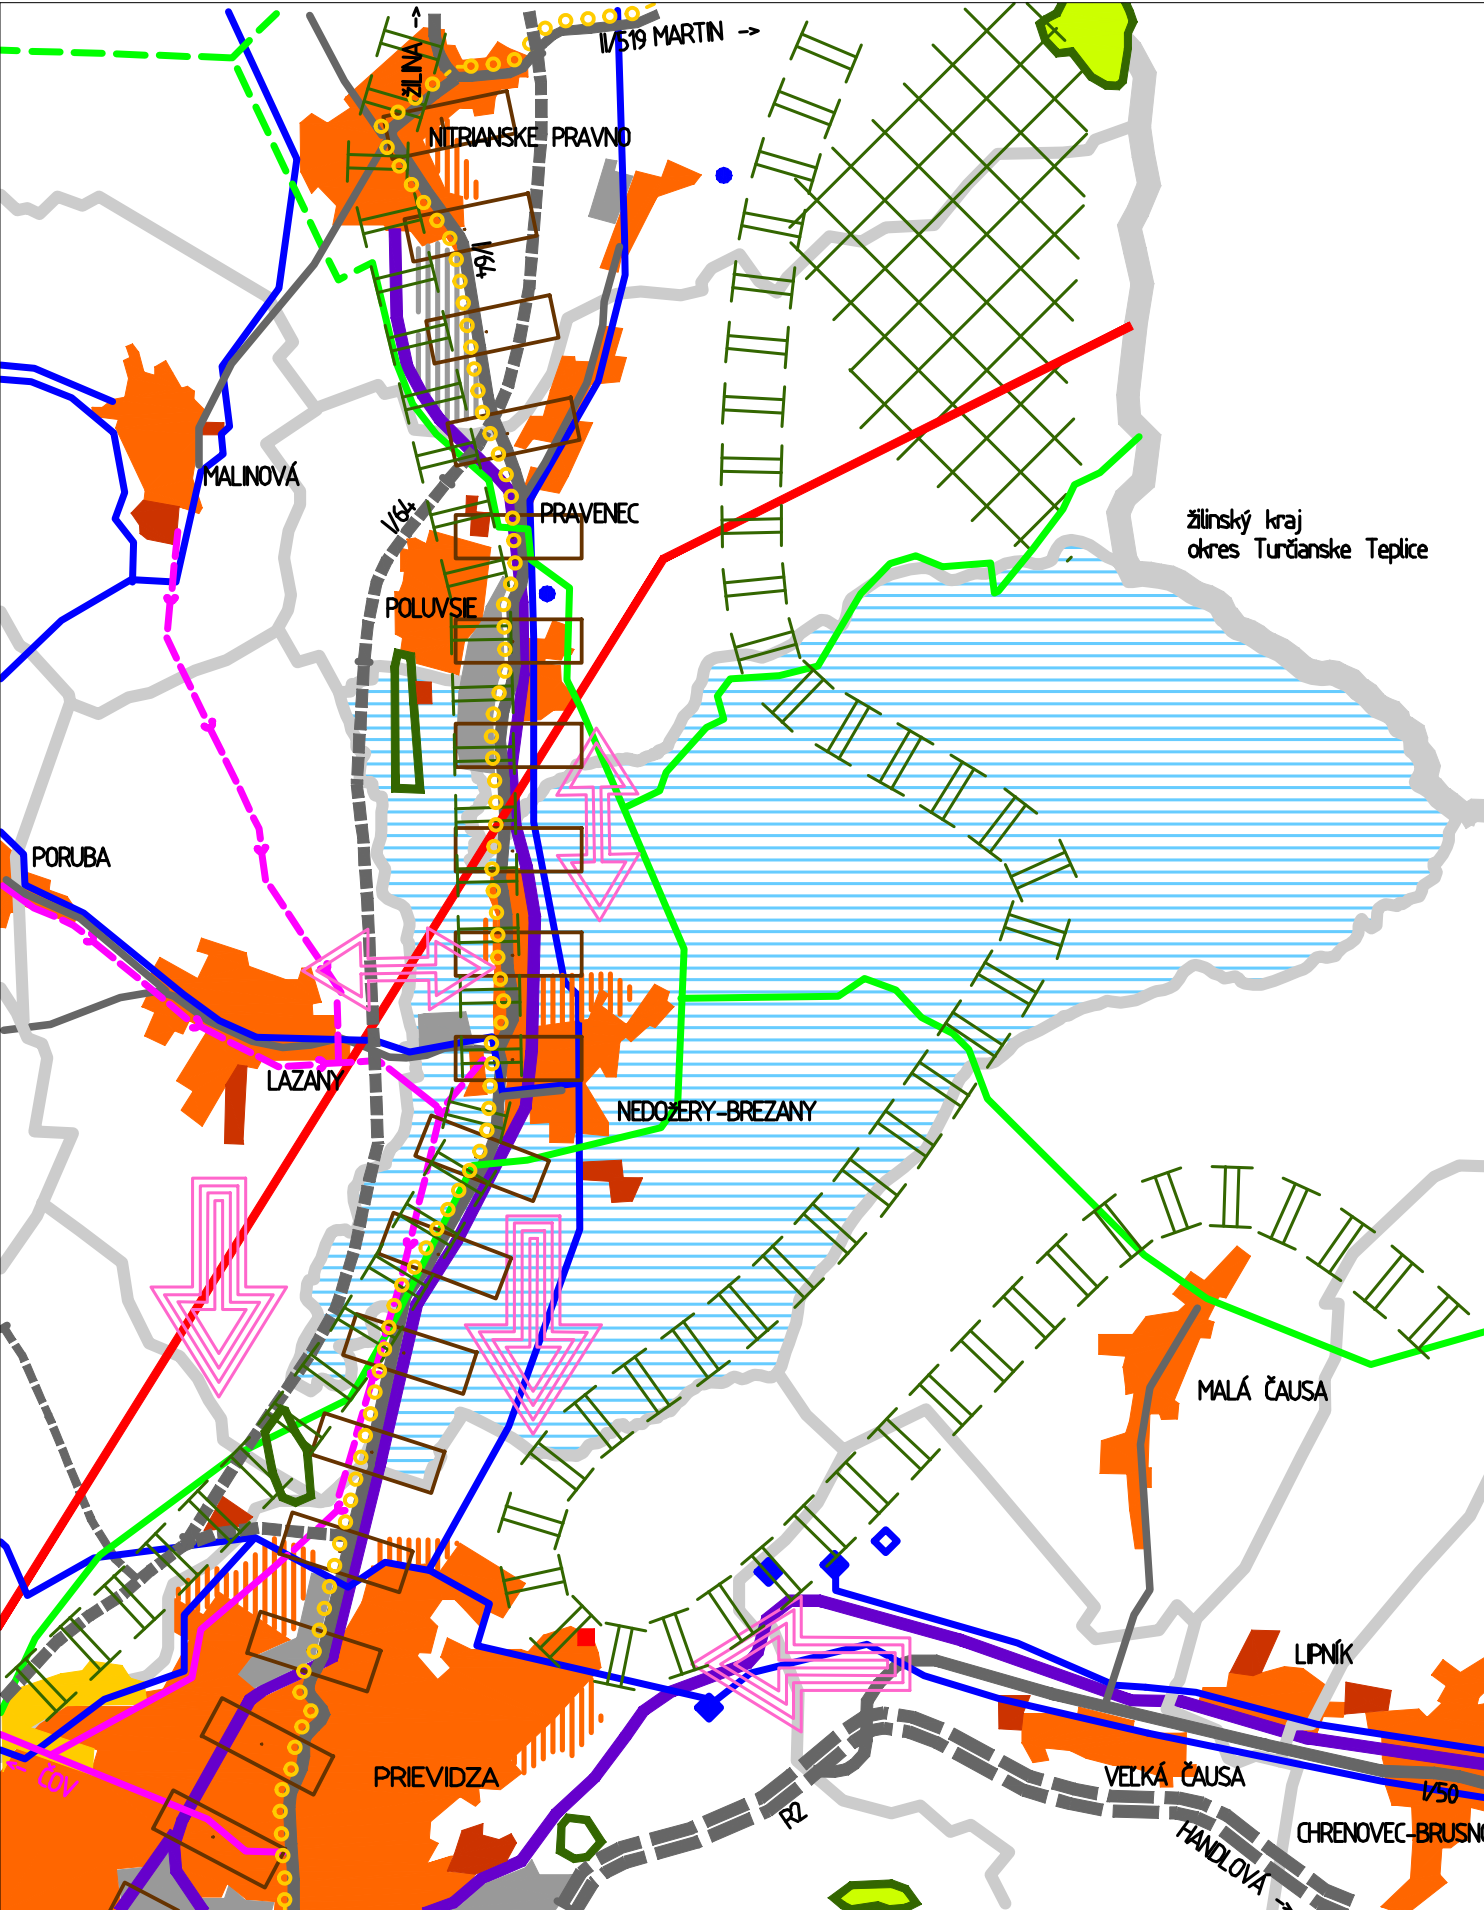 ŽILINA ->
II/519 MARTIN ->
NITRIANSKE PRAVNO
I/64
MALINOVÁ
I/64
PRAVENEC
žilinský kraj
okres Turčianske Teplice
POLUVSIE
PORUBA
LAZANY
NEDOŽERY-BREZANY
MALÁ ČAUSA
LIPNÍK
<- ČOV
PRIEVIDZA
VEĽKÁ ČAUSA
I/50
R2
HANDLOVÁ ->
CHRENOVEC-BRUSNO